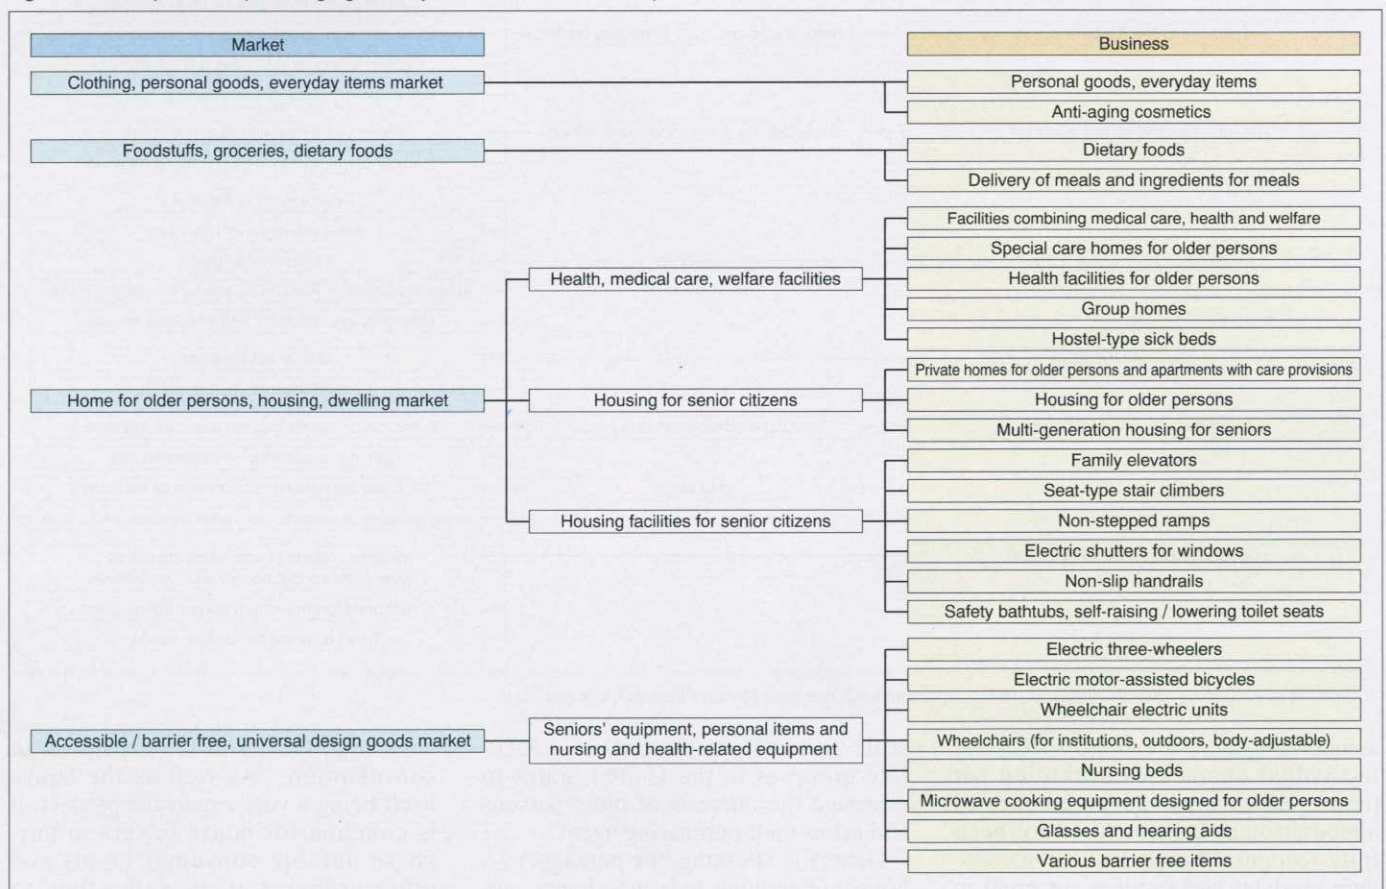 Market
Business
Clothing, personal goods, everyday items market
Personal goods, everyday items
Anti-aging cosmetics
Foodstuffs, groceries, dietary foods
Dietary foods
Delivery of meals and ingredients for meals
Home for older persons, housing, dwelling market
Health, medical care, welfare facilities
Facilities combining medical care, health and welfare
Special care homes for older persons
Health facilities for older persons
Group homes
Hostel-type sick beds
Housing for senior citizens
Private homes for older persons and apartments with care provisions
Housing for older persons
Multi-generation housing for seniors
Housing facilities for senior citizens
Family elevators
Seat-type stair climbers
Non-stepped ramps
Electric shutters for windows
Non-slip handrails
Safety bathtubs, self-raising / lowering toilet seats
Accessible / barrier free, universal design goods market
Seniors' equipment, personal items and
nursing and health-related equipment
Electric three-wheelers
Electric motor-assisted bicycles
Wheelchair electric units
Wheelchairs (for institutions, outdoors, body-adjustable)
Nursing beds
Microwave cooking equipment designed for older persons
Glasses and hearing aids
Various barrier free items